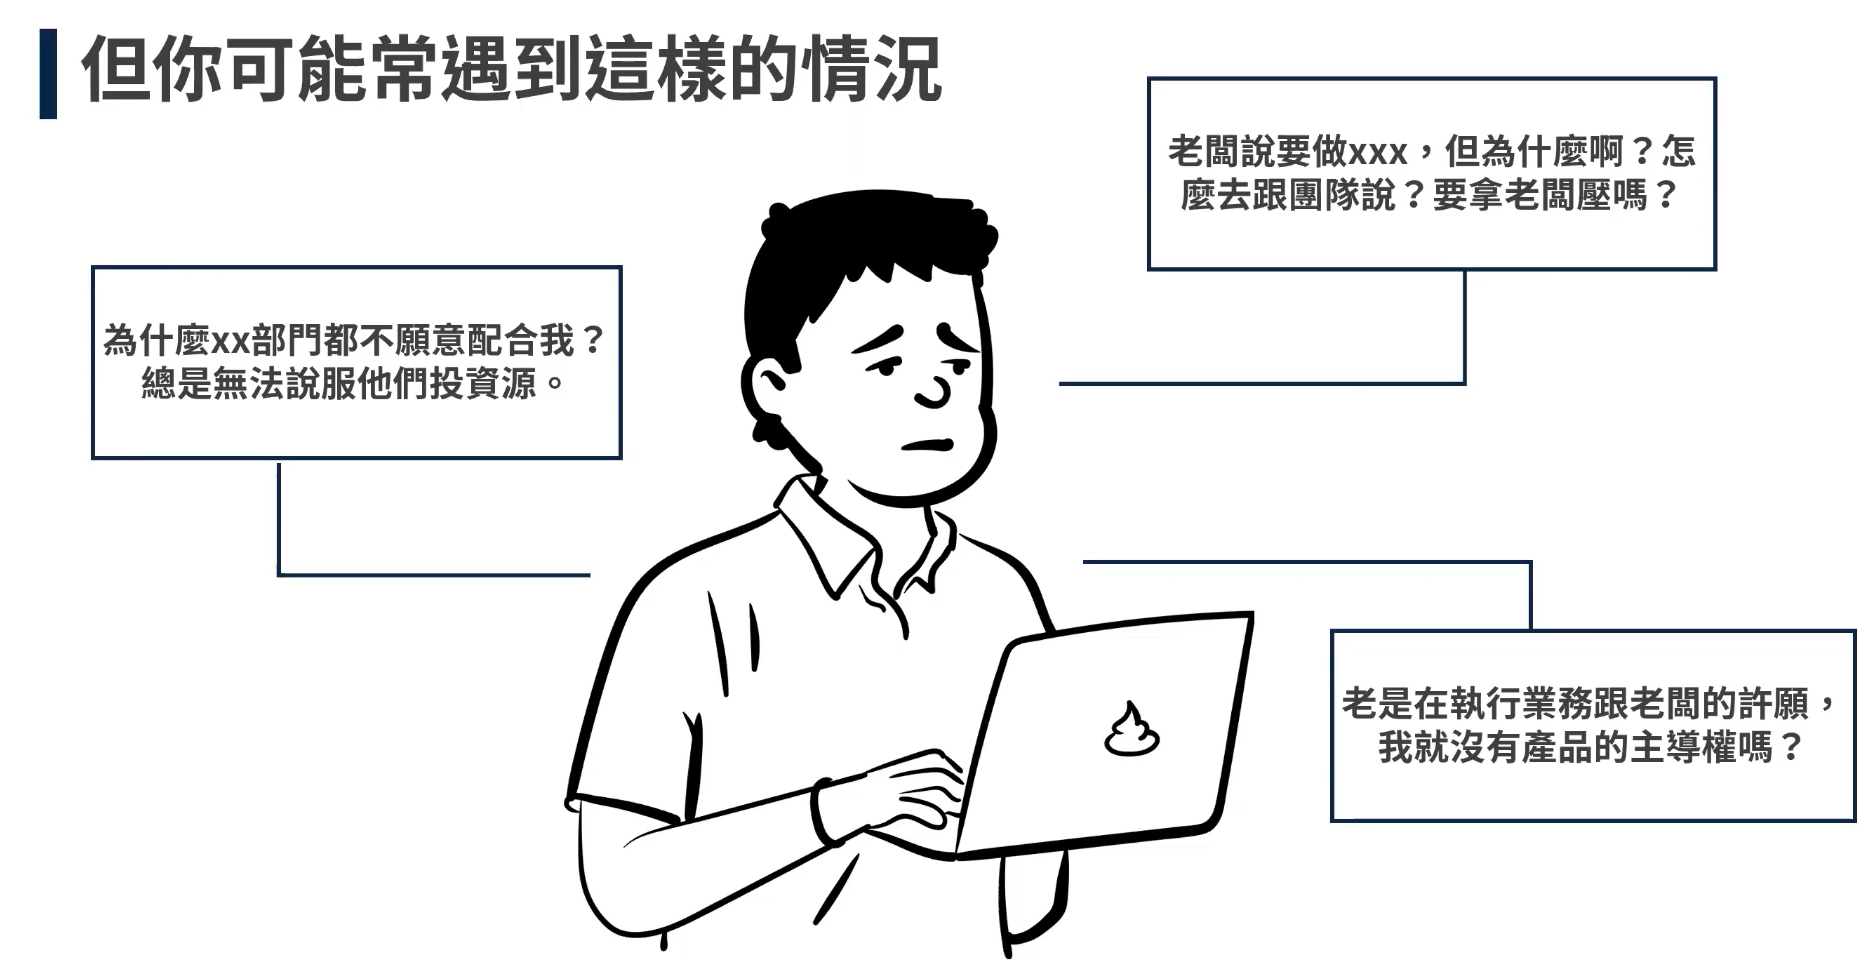 但你可能常遇到這樣的情況
老闆說要做xxx，但為什麼啊？怎
麼去跟團隊說？要拿老闆壓嗎？
為什麼xx部門都不願意配合我？
總是無法說服他們投資源。
老是在執行業務跟老闆的許願，
我就沒有產品的主導權嗎？